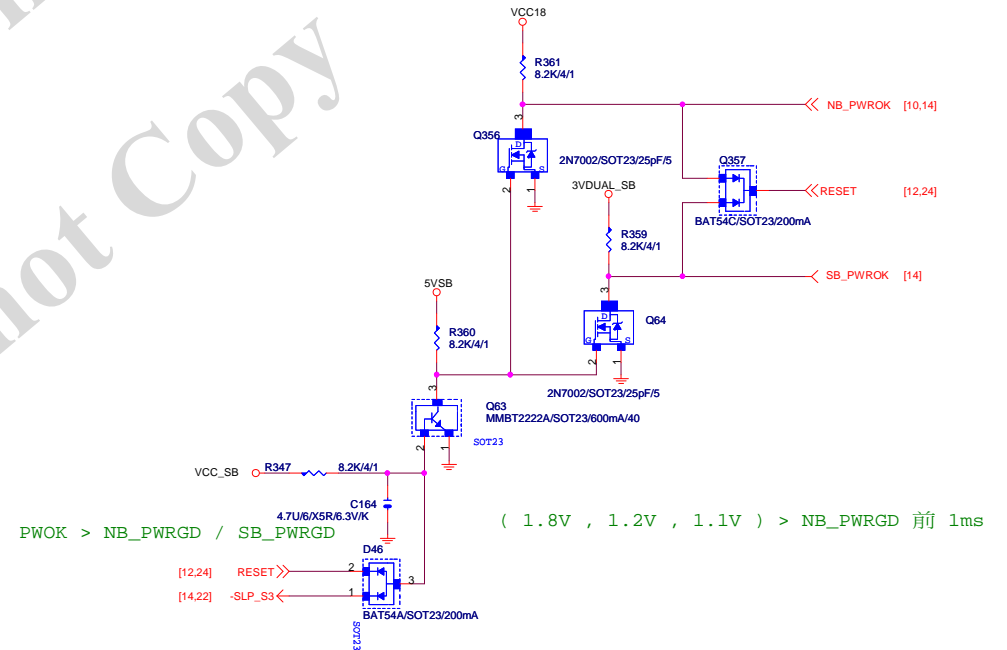 Copy
not
VCC18
R361
8.2K/4/1
NB_PWROK [10,14]
3
Q356
D
G
S
2N7002/SOT23/25pF/5
2
1
Q357
RESET [12,24]
BAT54C/SOT23/200mA
3VDUAL_SB
R359
8.2K/4/1
SB_PWROK [14]
3
D
G
S
Q64
2
1
2N7002/SOT23/25pF/5
5VSB
R360
8.2K/4/1
3
Q63
MMBT2222A/SOT23/600mA/40
SOT23
2
1
VCC_SB
R347
8.2K/4/1
C164
4.7U/6/X5R/6.3V/K
PWOK > NB_PWRGD / SB_PWRGD
( 1.8V , 1.2V , 1.1V ) > NB_PWRGD 前 1ms
D46
[12,24] RESET
2
3
[14,22] -SLP_S3
1
BAT54A/SOT23/200mA
SOT23